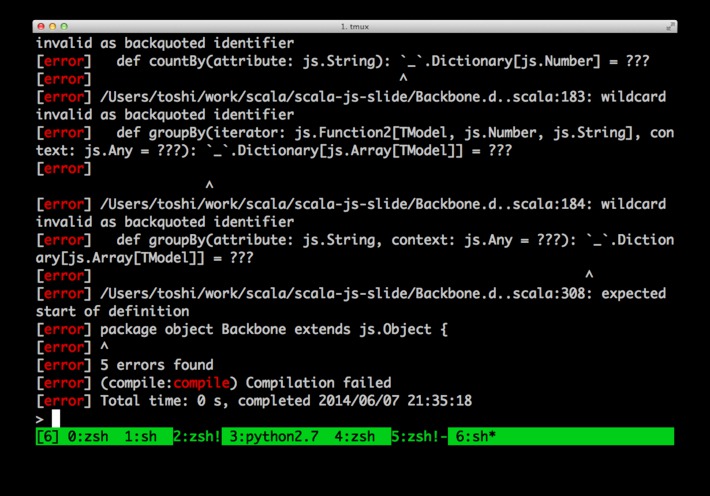 1. tmux
invalid as backquoted identifier
[error]   def countBy(attribute: js.String): `_`.Dictionary[js.Number] = ???
[error]                                       ^
[error] /Users/toshi/work/scala/scala-js-slide/Backbone.d..scala:183: wildcard
invalid as backquoted identifier
[error]   def groupBy(iterator: js.Function2[TModel, js.Number, js.String], con
text: js.Any = ???): `_`.Dictionary[js.Array[TModel]] = ???
[error]
                      ^
[error] /Users/toshi/work/scala/scala-js-slide/Backbone.d..scala:184: wildcard
invalid as backquoted identifier
[error]   def groupBy(attribute: js.String, context: js.Any = ???): `_`.Diction
ary[js.Array[TModel]] = ???
[error]                                                              ^
[error] /Users/toshi/work/scala/scala-js-slide/Backbone.d..scala:308: expected
start of definition
[error] package object Backbone extends js.Object {
[error] ^
[error] 5 errors found
[error] (compile:compile) Compilation failed
[error] Total time: 0 s, completed 2014/06/07 21:35:18
>
[6] 0:zsh  1:sh  2:zsh! 3:python2.7  4:zsh  5:zsh!- 6:sh*